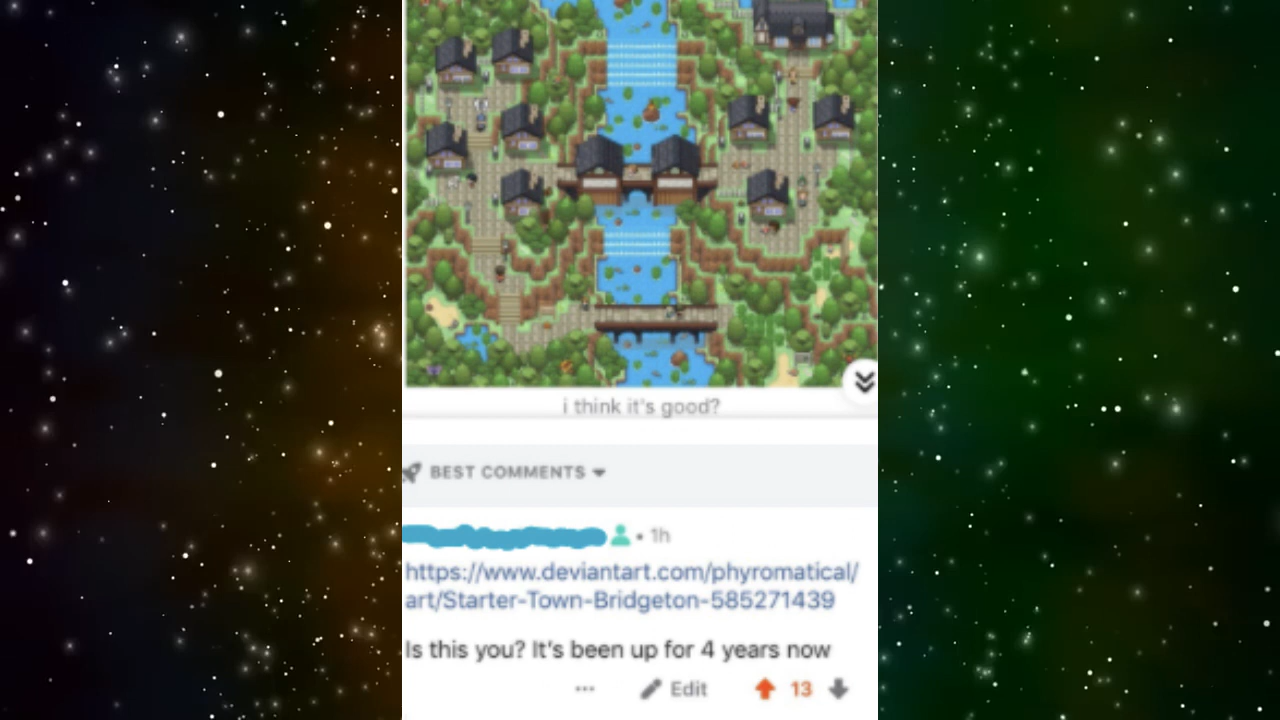 i think it's good?
BEST COMMENTS
• 1h
https://www.deviantart.com/phyromatical/
art/Starter-Town-Bridgeton-585271439
Is this you? It's been up for 4 years now
... Edit 13